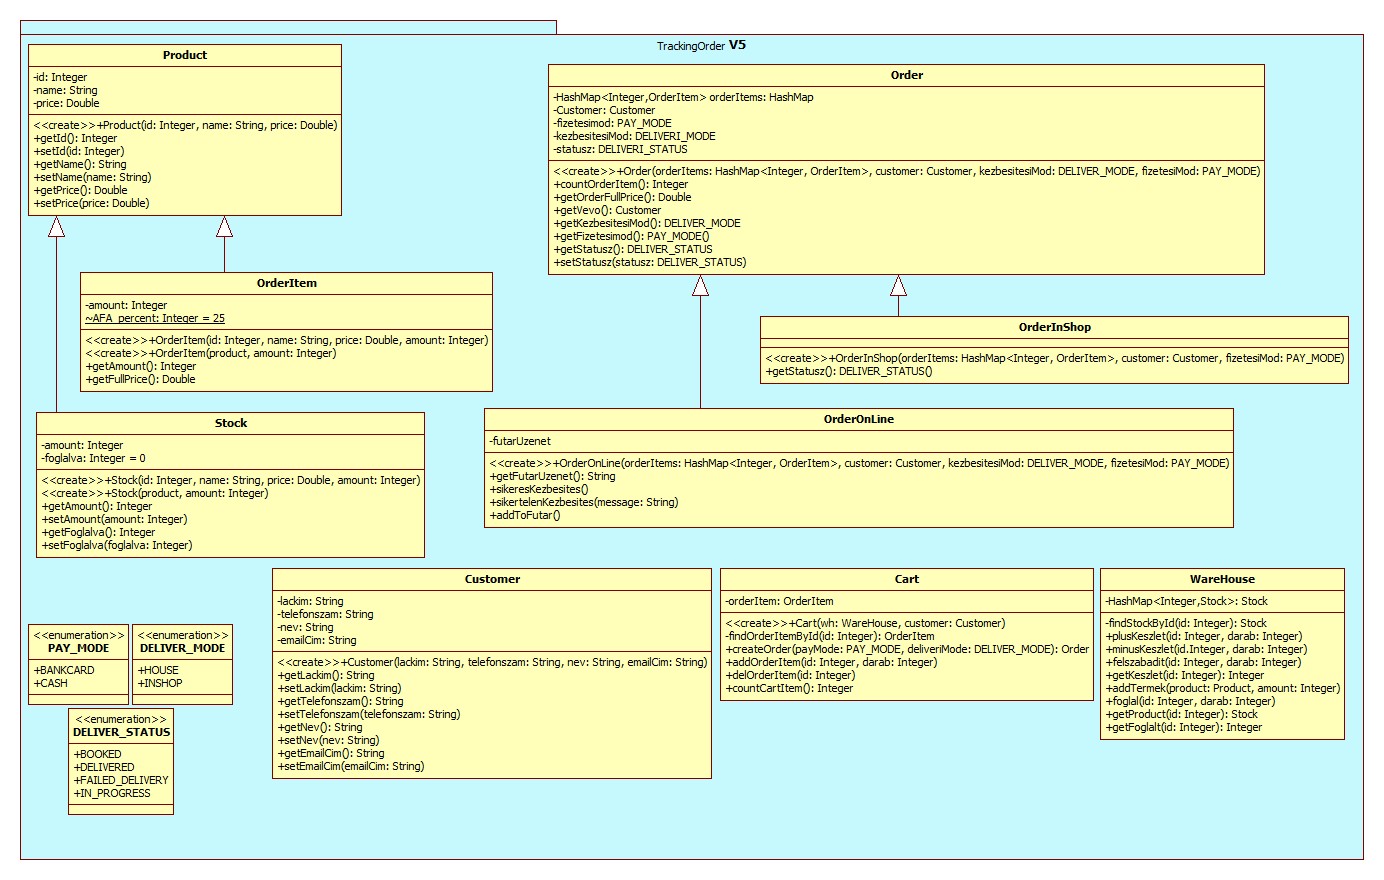 TrackingOrder V5
Product
-id: Integer
-name: String
-price: Double
<<create>>+Product(id: Integer, name: String, price: Double)
+getId(): Integer
+setId(id: Integer)
+getName(): String
+setName(name: String)
+getPrice(): Double
+setPrice(price: Double)
Order
-HashMap<Integer,OrderItem> orderItems: HashMap
-Customer: Customer
-fizetesimod: PAY_MODE
-kezbesitesiMod: DELIVERI_MODE
-statusz: DELIVERI_STATUS
<<create>>+Order(orderItems: HashMap<Integer, OrderItem>, customer: Customer, kezbesitesiMod: DELIVER_MODE, fizetesiMod: PAY_MODE)
+countOrderItem(): Integer
+getOrderFullPrice(): Double
+getVevo(): Customer
+getKezbesitesiMod(): DELIVER_MODE
+getFizetesimod(): PAY_MODE()
+getStatusz(): DELIVER_STATUS
+setStatusz(statusz: DELIVER_STATUS)
OrderItem
-amount: Integer
~AFA_percent: Integer = 25
<<create>>+OrderItem(id: Integer, name: String, price: Double, amount: Integer)
<<create>>+OrderItem(product, amount: Integer)
+getAmount(): Integer
+getFullPrice(): Double
OrderInShop
<<create>>+OrderInShop(orderItems: HashMap<Integer, OrderItem>, customer: Customer, fizetesiMod: PAY_MODE)
+getStatusz(): DELIVER_STATUS()
Stock
-amount: Integer
-foglalva: Integer = 0
<<create>>+Stock(id: Integer, name: String, price: Double, amount: Integer)
<<create>>+Stock(product, amount: Integer)
+getAmount(): Integer
+setAmount(amount: Integer)
+getFoglalva(): Integer
+setFoglalva(foglalva: Integer)
OrderOnLine
-futarUzenet
<<create>>+OrderOnLine(orderItems: HashMap<Integer, OrderItem>, customer: Customer, kezbesitesiMod: DELIVER_MODE, fizetesiMod: PAY_MODE)
+getFutarUzenet(): String
+sikeresKezbesites()
+sikertelenKezbesites(message: String)
+addToFutar()
<<enumeration>>
PAY_MODE
+BANKCARD
+CASH
<<enumeration>>
DELIVER_MODE
+HOUSE
+INSHOP
<<enumeration>>
DELIVER_STATUS
+BOOKED
+DELIVERED
+FAILED_DELIVERY
+IN_PROGRESS
Customer
-lackim: String
-telefonszam: String
-nev: String
-emailCim: String
<<create>>+Customer(lackim: String, telefonszam: String, nev: String, emailCim: String)
+getLackim(): String
+setLackim(lackim: String)
+getTelefonszam(): String
+setTelefonszam(telefonszam: String)
+getNev(): String
+setNev(nev: String)
+getEmailCim(): String
+setEmailCim(emailCim: String)
Cart
-orderItem: OrderItem
<<create>>+Cart(wh: WareHouse, customer: Customer)
-findOrderItemById(id: Integer): OrderItem
+createOrder(payMode: PAY_MODE, deliveriMode: DELIVER_MODE): Order
+addOrderItem(id: Integer, darab: Integer)
+delOrderItem(id: Integer)
+countCartItem(): Integer
WareHouse
-HashMap<Integer,Stock>: Stock
-findStockById(id: Integer): Stock
+plusKeszlet(id: Integer, darab: Integer)
+minusKeszlet(id.Integer, darab: Integer)
+felszabadit(id: Integer, darab: Integer)
+getKeszlet(id: Integer): Integer
+addTermek(product: Product, amount: Integer)
+foglal(id: Integer, darab: Integer)
+getProduct(id: Integer): Stock
+getFoglalt(id: Integer): Integer